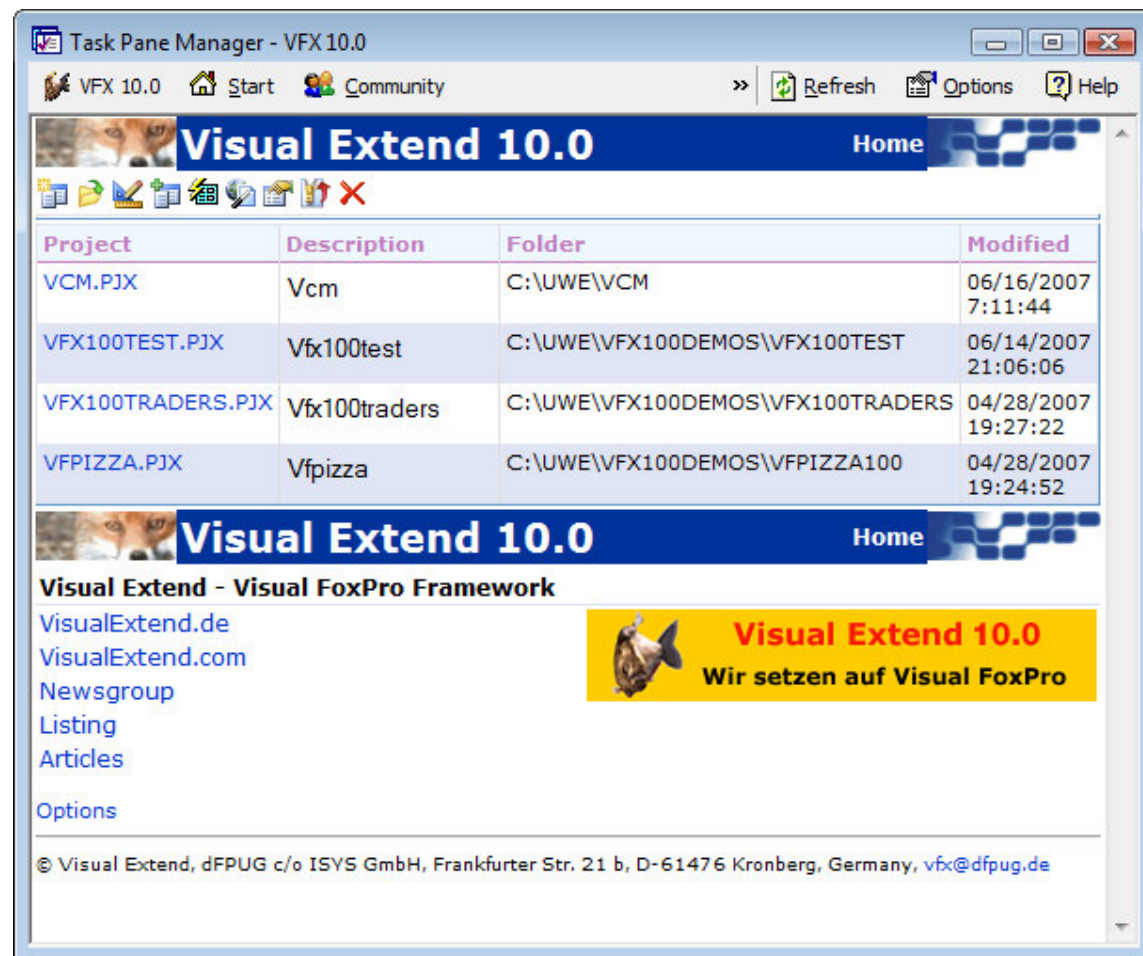 Task Pane Manager - VFX 10.0
VFX 10.0 Start Community » Refresh Options Help
Visual Extend 10.0 Home
Project Description Folder Modified
VCM.PJX Vcm C:\UWE\VCM 06/16/2007
7:11:44
VFX100TEST.PJX Vfx100test C:\UWE\VFX100DEMOS\VFX100TEST 06/14/2007
21:06:06
VFX100TRADERS.PJX Vfx100traders C:\UWE\VFX100DEMOS\VFX100TRADERS 04/28/2007
19:27:22
VFPIZZA.PJX Vfpizza C:\UWE\VFX100DEMOS\VFPIZZA100 04/28/2007
19:24:52
Visual Extend 10.0 Home
Visual Extend - Visual FoxPro Framework
VisualExtend.de
VisualExtend.com
Newsgroup
Listing
Articles
Visual Extend 10.0
Wir setzen auf Visual FoxPro
Options
© Visual Extend, dFPUG c/o ISYS GmbH, Frankfurter Str. 21 b, D-61476 Kronberg, Germany, vfx@dfpug.de